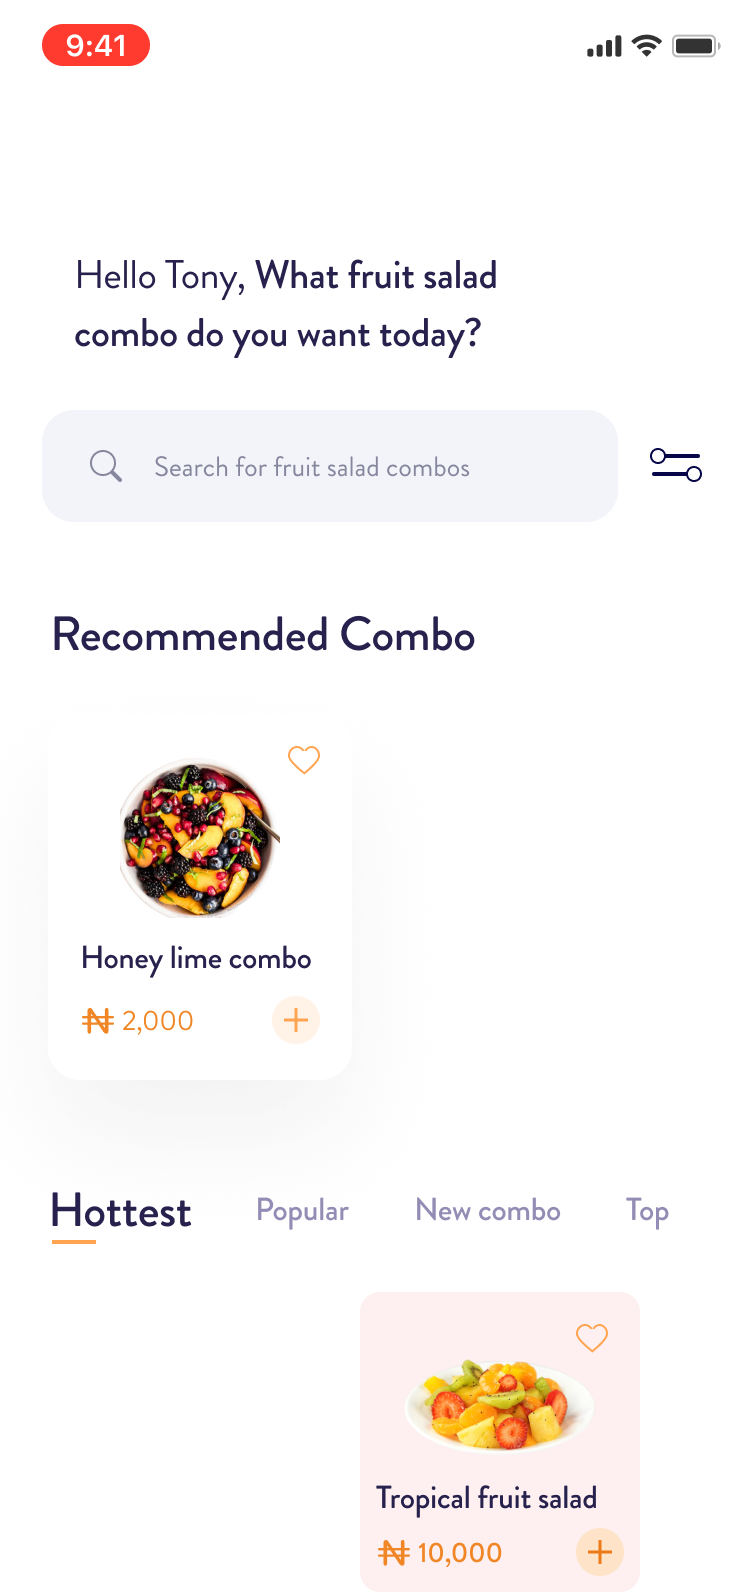 9:41
Hello Tony, What fruit salad
combo do you want today?
Search for fruit salad combos
Recommended Combo
Honey lime combo
₦ 2,000
Hottest Popular New combo Top
Tropical fruit salad
₦ 10,000